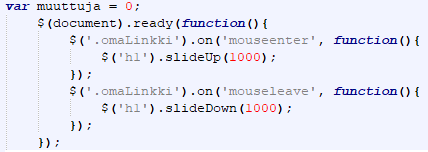 var muuttuja = 0;
$(document).ready(function(){
$('.omaLinkki').on('mouseenter', function(){
$('h1').slideUp(1000);
});
$('.omaLinkki').on('mouseleave', function(){
$('h1').slideDown(1000);
});
});